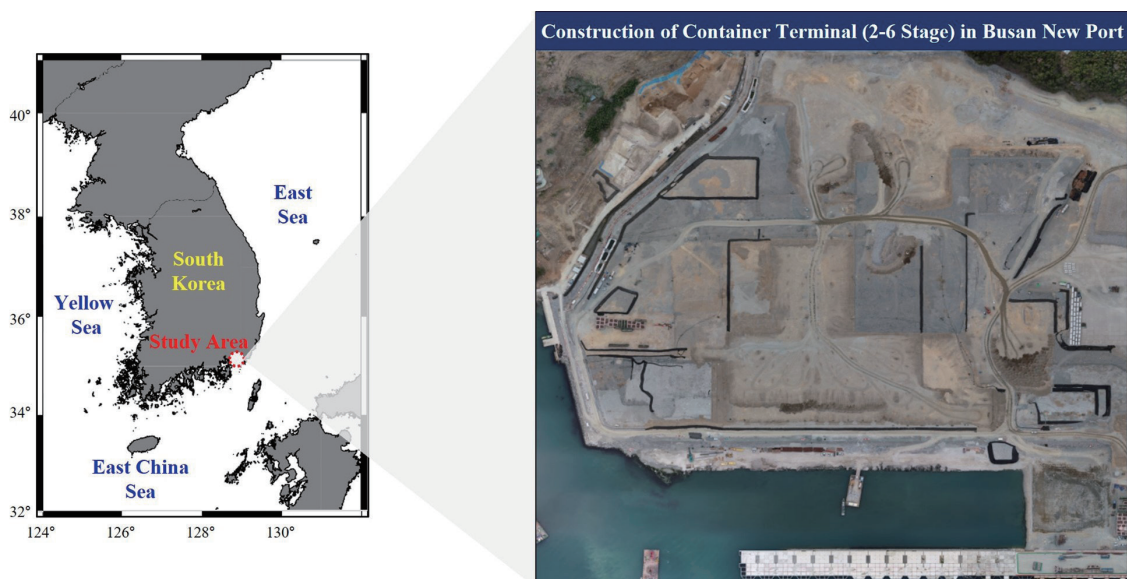 Construction of Container Terminal (2-6 Stage) in Busan New Port
40°
38°
36°
34°
32°
124°
126°
128°
130°
East
Sea
South
Korea
Yellow
Sea
Study Area
East China
Sea